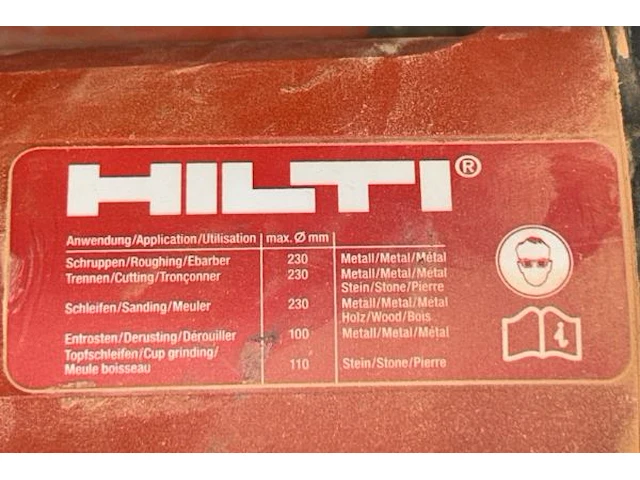 HILTI®
Anwendung/Application/Utilisation max. Ø mm
Schruppen/Roughing/Ebarber 230 Metall/Metal/Métal
Trennen/Cutting/Tronçonner 230 Metall/Metal/Métal
Stein/Stone/Pierre
Schleifen/Sanding/Meuler 230 Metall/Metal/Métal
Holz/Wood/Bois
Entrosten/Derusting/Dérouiller 100 Metall/Metal/Métal
Topfschleifen/Cup grinding/
Meule boisseau 110 Stein/Stone/Pierre
i